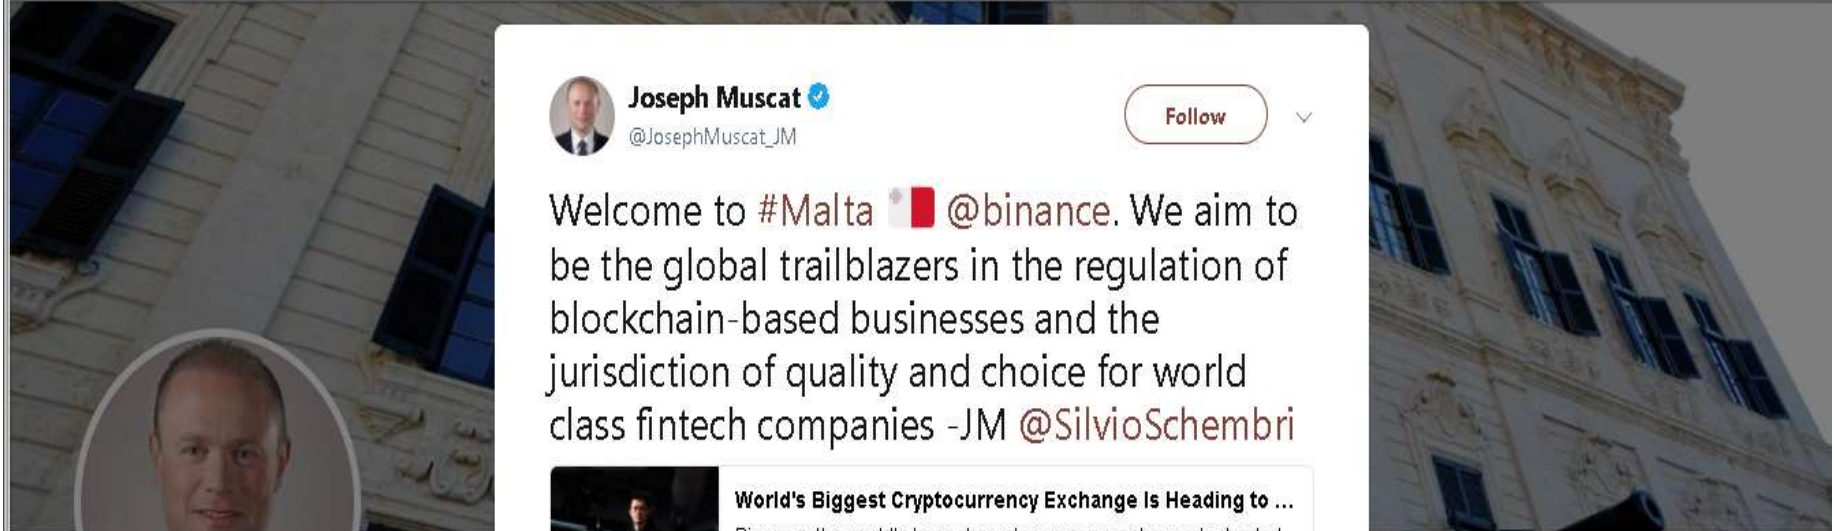 Joseph Muscat
@JosephMuscat_JM
Follow
Welcome to #Malta 🇲🇹 @binance. We aim to
be the global trailblazers in the regulation of
blockchain-based businesses and the
jurisdiction of quality and choice for world
class fintech companies -JM @SilvioSchembri
World's Biggest Cryptocurrency Exchange Is Heading to ...